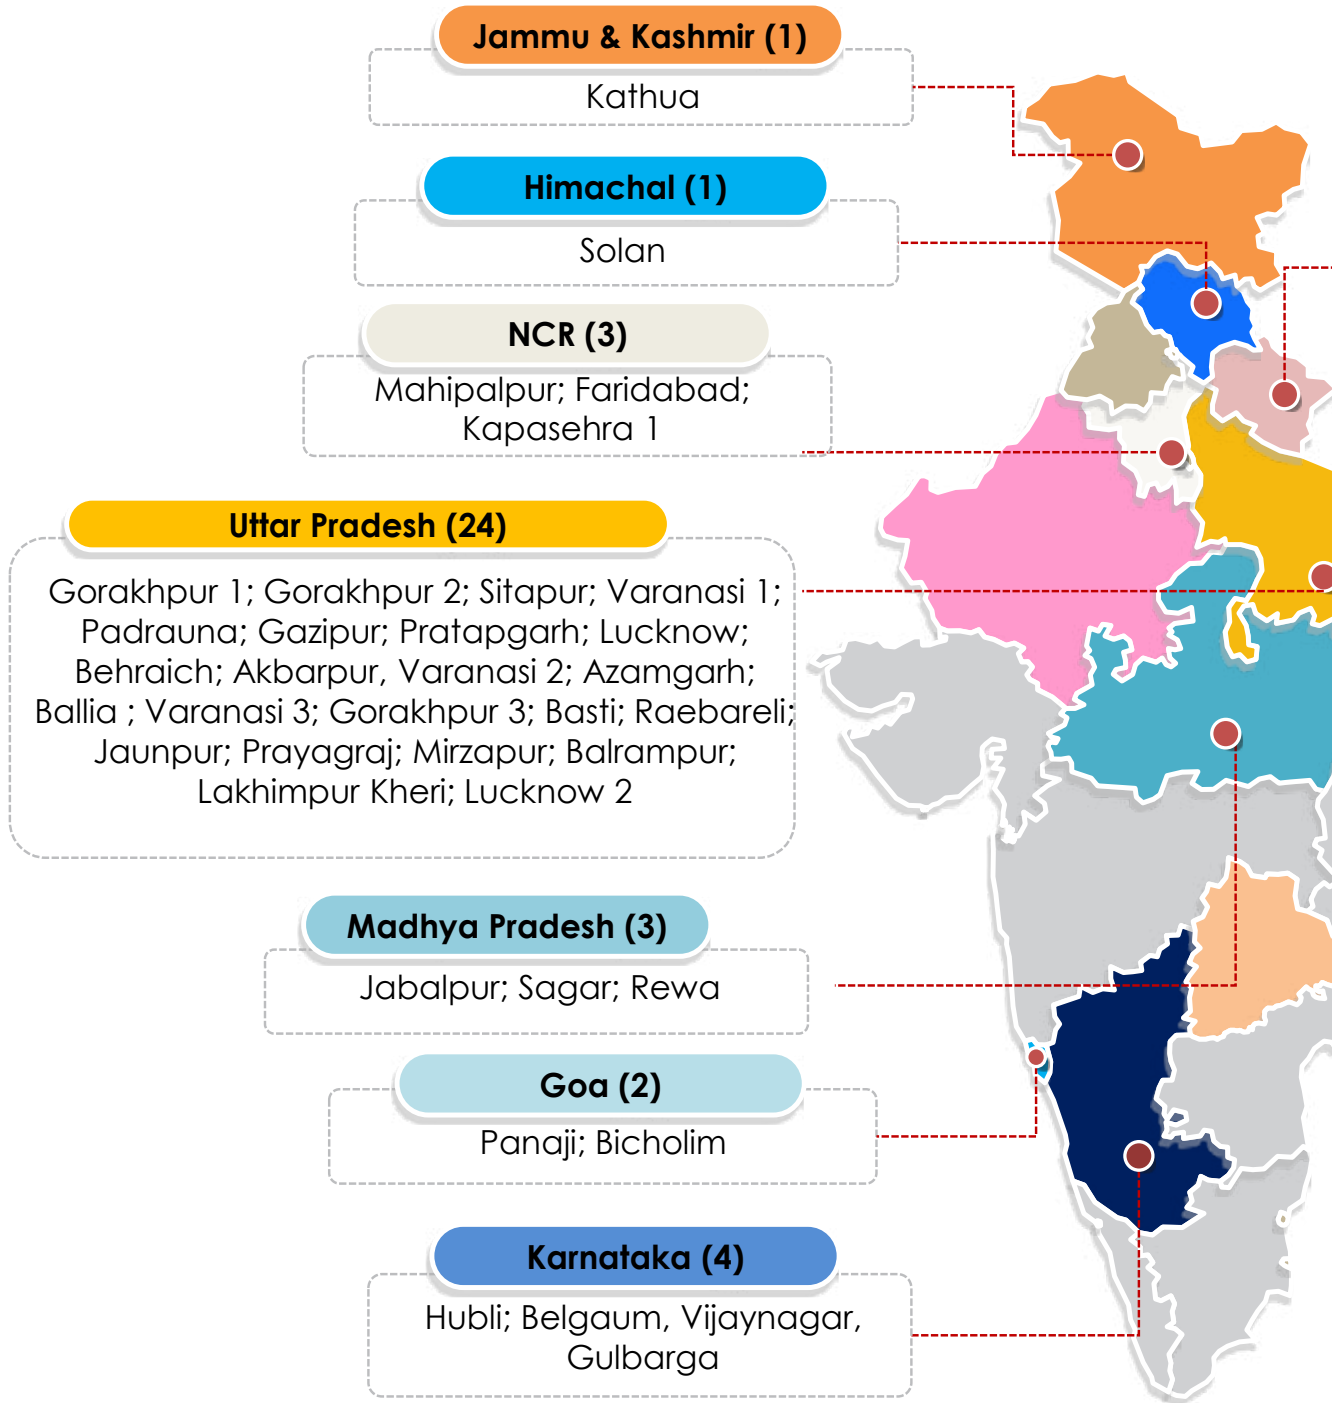 Jammu & Kashmir (1)
Kathua
Himachal (1)
Solan
NCR (3)
Mahipalpur; Faridabad;
Kapasehra 1
Uttar Pradesh (24)
Gorakhpur 1; Gorakhpur 2; Sitapur; Varanasi 1;
Padrauna; Gazipur; Pratapgarh; Lucknow;
Behraich; Akbarpur, Varanasi 2; Azamgarh;
Ballia ; Varanasi 3; Gorakhpur 3; Basti; Raebareli;
Jaunpur; Prayagraj; Mirzapur; Balrampur;
Lakhimpur Kheri; Lucknow 2
Madhya Pradesh (3)
Jabalpur; Sagar; Rewa
Goa (2)
Panaji; Bicholim
Karnataka (4)
Hubli; Belgaum, Vijaynagar,
Gulbarga